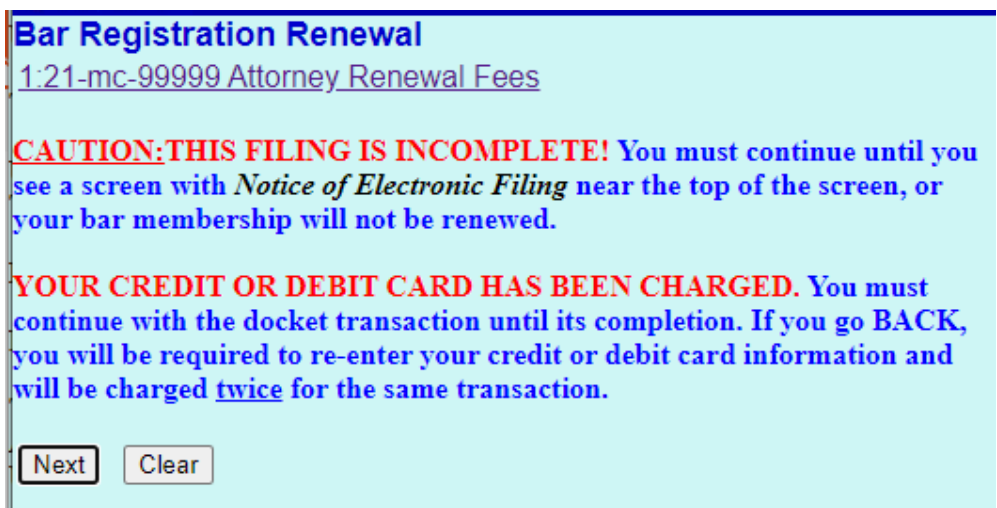 Bar Registration Renewal
1:21-mc-99999 Attorney Renewal Fees
CAUTION:THIS FILING IS INCOMPLETE! You must continue until you
see a screen with Notice of Electronic Filing near the top of the screen, or
your bar membership will not be renewed.
YOUR CREDIT OR DEBIT CARD HAS BEEN CHARGED. You must
continue with the docket transaction until its completion. If you go BACK,
you will be required to re-enter your credit or debit card information and
will be charged twice for the same transaction.
Next Clear